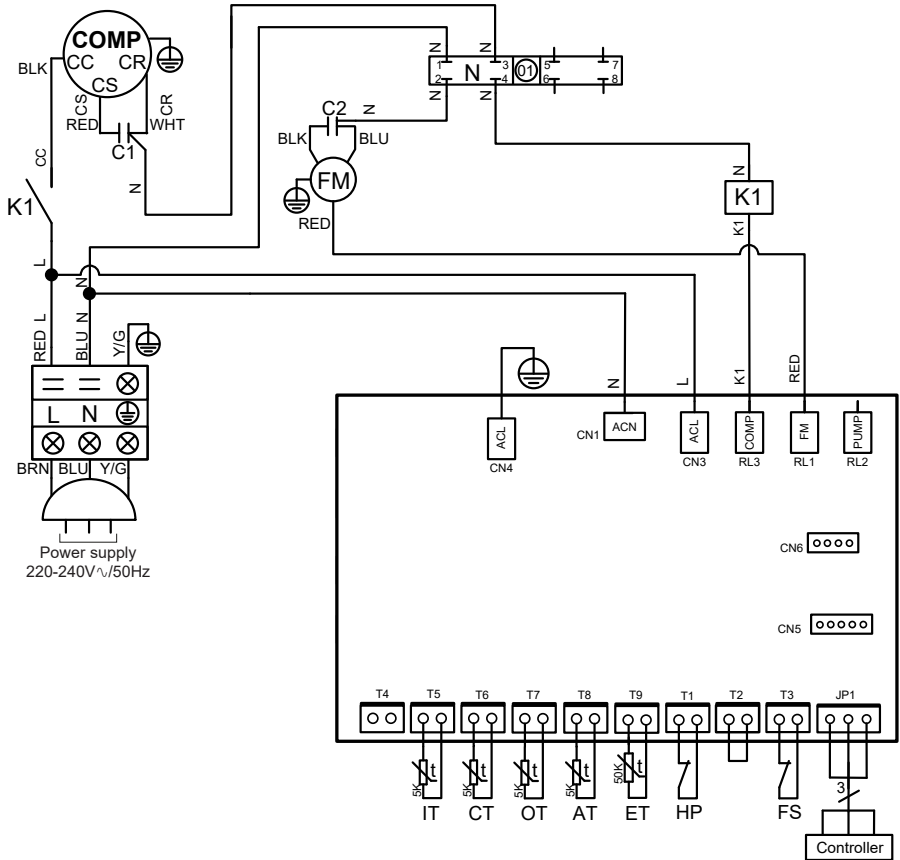 COMP
CC CR
CS
BLK
CS
RED
CR
WHT
C1
N
CC
K1
N
N
1 3 5 7
N 01
2 4 6 8
N
N
C2
N
BLK BLU
FM
RED
N
K1
K1
L
N
RED L
BLU N
Y/G
L N
BRN BLU Y/G
Power supply
220-240V∿/50Hz
N
L
K1
RED
ACL
CN4
CN1 ACN
ACL
CN3
COMP
RL3
FM
RL1
PUMP
RL2
CN6
CN5
T4 T5 T6 T7 T8 T9 T1 T2 T3 JP1
5K t
5K t
5K t
5K t
50K t
3
IT CT OT AT ET HP FS
Controller